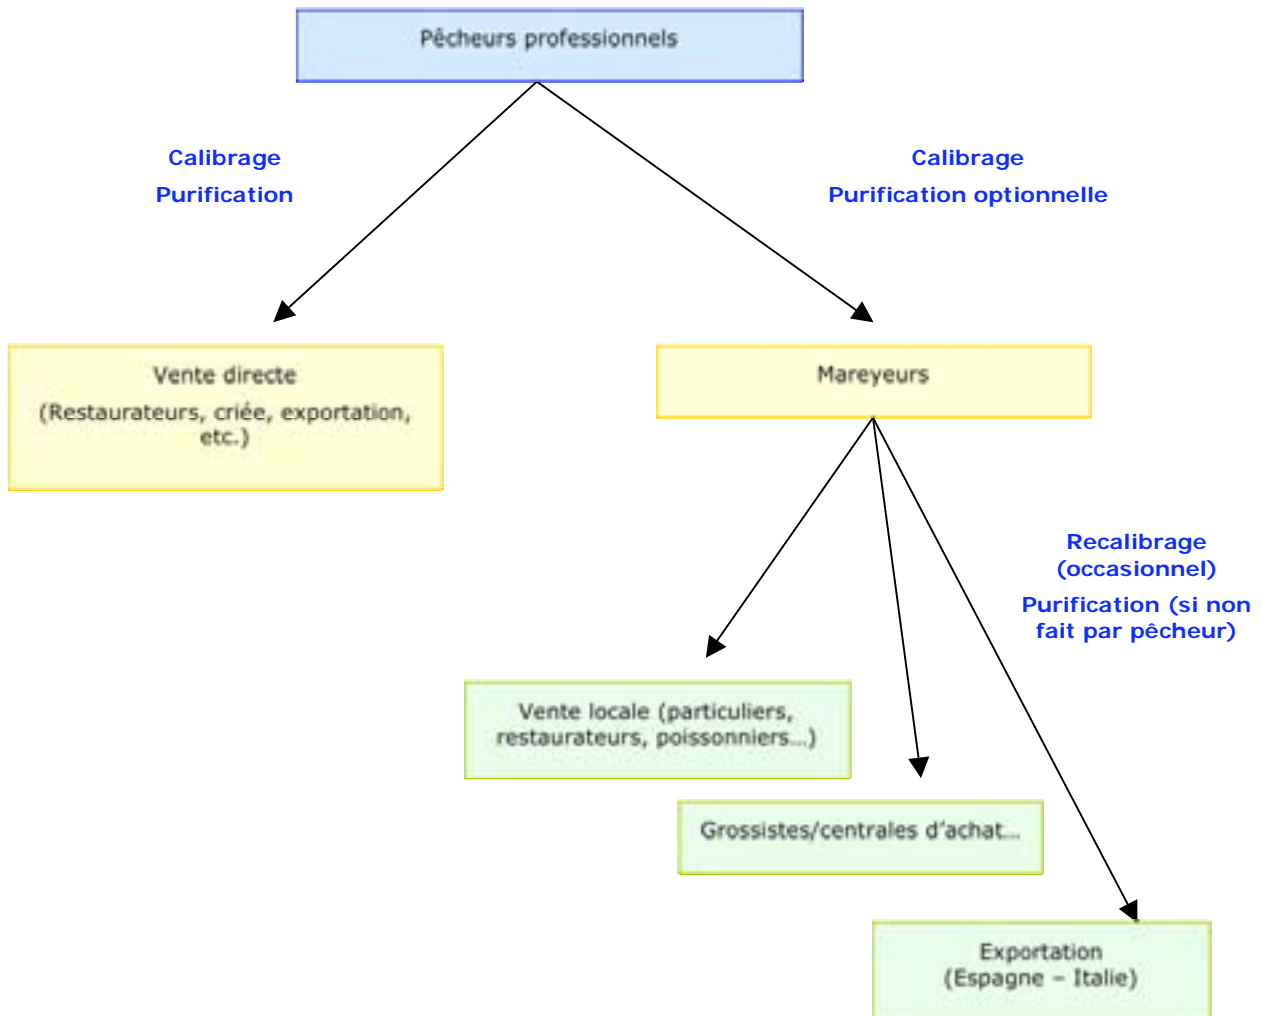 Pêcheurs professionnels
Calibrage
Purification
Calibrage
Purification optionnelle
Vente directe
(Restaurateurs, criée, exportation,
etc.)
Mareyeurs
Recalibrage
(occasionnel)
Purification (si non
fait par pêcheur)
Vente locale (particuliers,
restaurateurs, poissonniers…)
Grossistes/centrales d’achat…
Exportation
(Espagne – Italie)